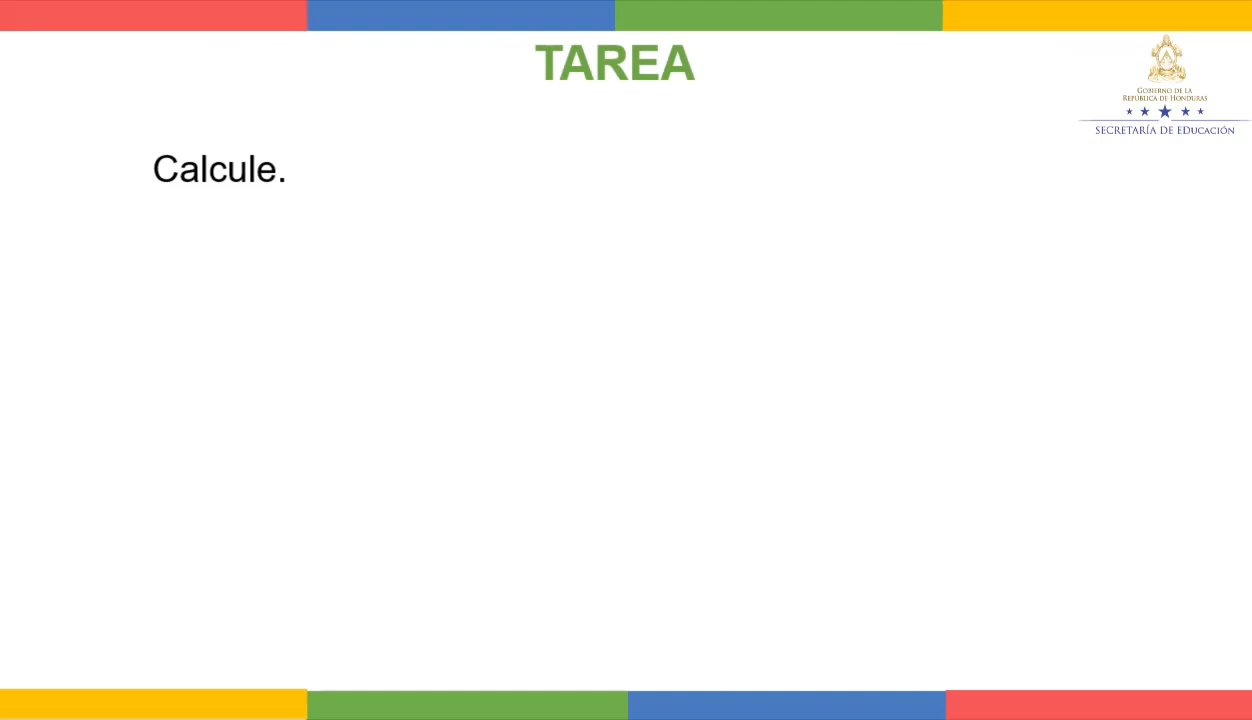 TAREA
GOBIERNO DE LA
REPÚBLICA DE HONDURAS
SECRETARÍA DE EDUCACIÓN
Calcule.